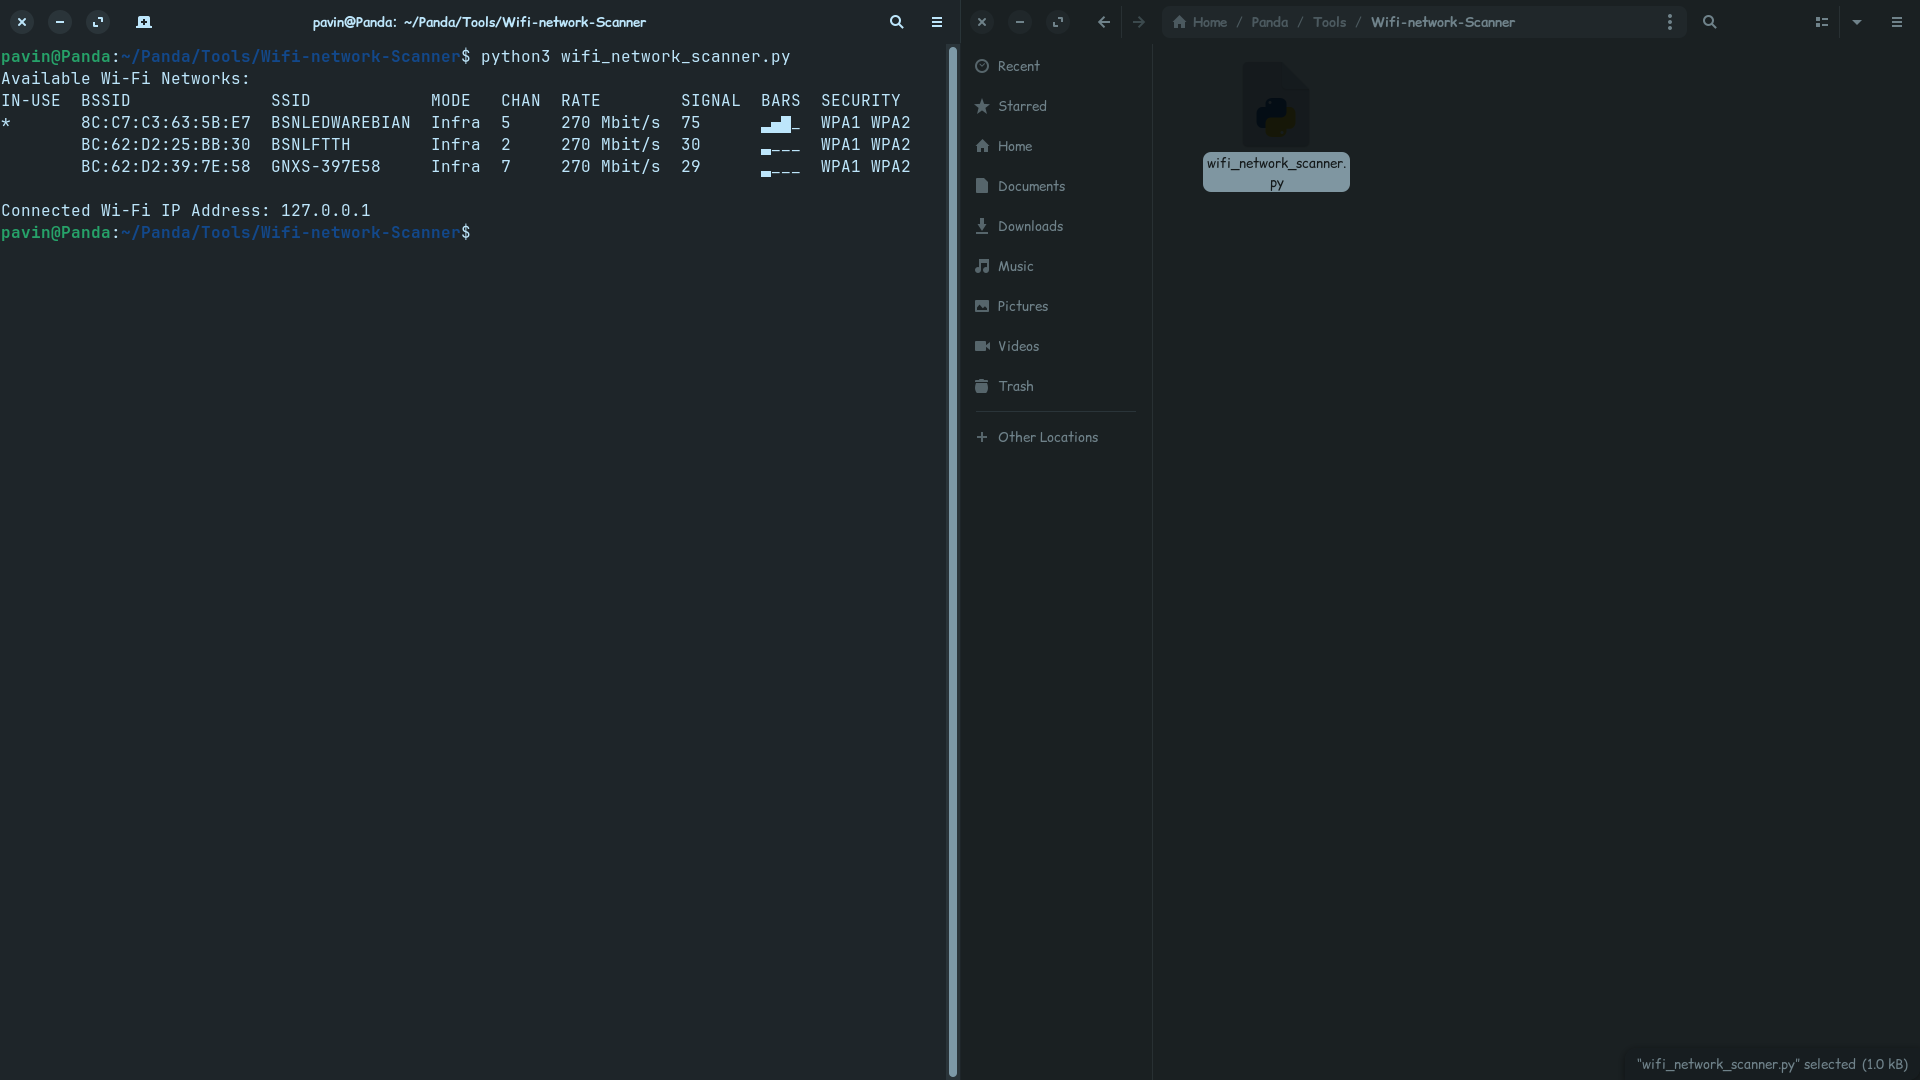 pavin@Panda: ~/Panda/Tools/Wifi-network-Scanner
pavin@Panda:~/Panda/Tools/Wifi-network-Scanner$ python3 wifi_network_scanner.py
Available Wi-Fi Networks:
IN-USE  BSSID              SSID            MODE   CHAN  RATE        SIGNAL  BARS  SECURITY
*       8C:C7:C3:63:5B:E7  BSNLEDWAREBIAN  Infra  5     270 Mbit/s  75      ▂▄▆_  WPA1 WPA2
        BC:62:D2:25:BB:30  BSNLFTTH        Infra  2     270 Mbit/s  30      ▂___  WPA1 WPA2
        BC:62:D2:39:7E:58  GNXS-397E58     Infra  7     270 Mbit/s  29      ▂___  WPA1 WPA2
Connected Wi-Fi IP Address: 127.0.0.1
pavin@Panda:~/Panda/Tools/Wifi-network-Scanner$
Home / Panda / Tools / Wifi-network-Scanner
Recent
Starred
Home
Documents
Downloads
Music
Pictures
Videos
Trash
Other Locations
wifi_network_scanner.
py
"wifi_network_scanner.py" selected (1.0 kB)